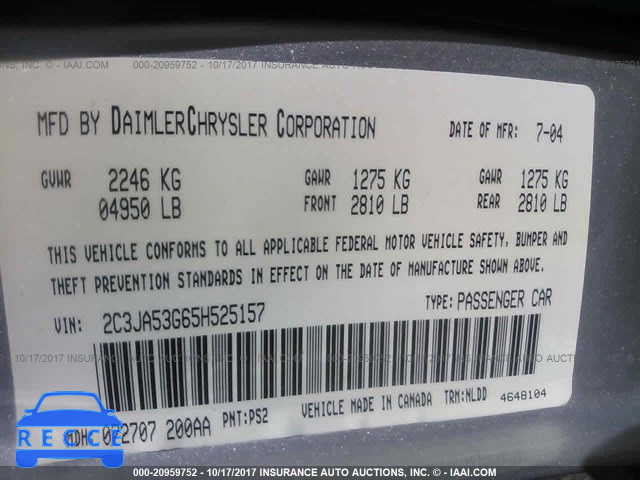 000-20959752 - 10/17/2017 INSURANCE AUTO AUCTIONS, INC. © - IAAI.COM
MFD BY DAIMLERCHRYSLER CORPORATION
DATE OF MFR: 7-04
GVWR 2246 KG GAWR 1275 KG GAWR 1275 KG
04950 LB FRONT 2810 LB REAR 2810 LB
THIS VEHICLE CONFORMS TO ALL APPLICABLE FEDERAL MOTOR VEHICLE SAFETY, BUMPER AND
THEFT PREVENTION STANDARDS IN EFFECT ON THE DATE OF MANUFACTURE SHOWN ABOVE.
VIN: 2C3JA53G65H525157 TYPE: PASSENGER CAR
MDH: 072707 200AA PNT:PS2 VEHICLE MADE IN CANADA TRM:NLDD 4648104
RECE
000-20959752 - 10/17/2017 INSURANCE AUTO AUCTIONS, INC. © - IAAI.COM